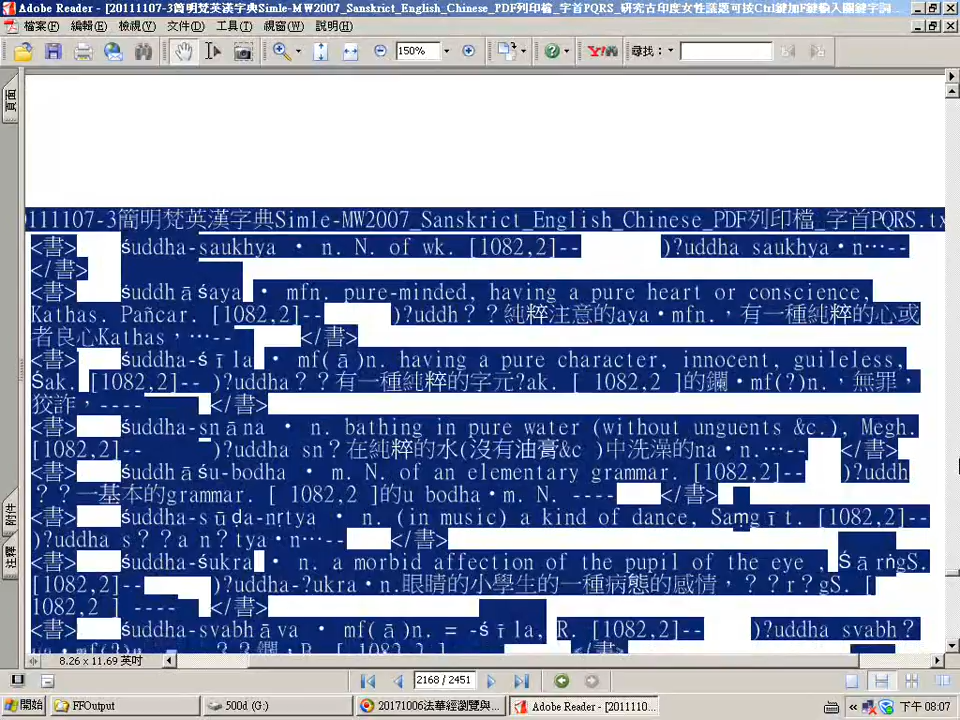 Adobe Reader - [20111107-3簡明梵英漢字典Simle-MW2007_Sanskrict_English_Chinese_PDF列印檔_字首PQRS_研究古印度女性議題可按Ctrl鍵加F鍵輸入關鍵字詞...
檔案(F) 編輯(E) 檢視(V) 文件(D) 工具(T) 視窗(W) 說明(H)
150% Y! 尋找:
頁面
附件
註釋
0111107-3簡明梵英漢字典Simle-MW2007_Sanskrict_English_Chinese_PDF列印檔_字首PQRS.tx
<書> śuddha-saukhya • n. N. of wk. [1082,2]-- )?uddha saukhya•n…--
</書>
<書> śuddhāśaya • mfn. pure-minded, having a pure heart or conscience,
Kathas. Pañcar. [1082,2]-- )?uddh？？純粹注意的aya•mfn.，有一種純粹的心或
者良心Kathas，…-- </書>
<書> śuddha-śīla • mf(ā)n. having a pure character, innocent, guileless,
Śak. [1082,2]-- )?uddha？？有一種純粹的字元?ak. [ 1082,2 ]的鑭•mf(?)n.，無罪，
狡詐，---- </書>
<書> śuddha-snāna • n. bathing in pure water (without unguents &c.), Megh.
[1082,2]-- )?uddha sn？在純粹的水(沒有油膏&c )中洗澡的na•n.…-- </書>
<書> śuddhāśu-bodha • m. N. of an elementary grammar. [1082,2]-- )?uddh
？？一基本的grammar. [ 1082,2 ]的u bodha•m. N. ---- </書>
<書> śuddha-sūḍa-nṛtya • n. (in music) a kind of dance, Saṃgīt. [1082,2]--
)?uddha s？？a n？tya•n…-- </書>
<書> śuddha-śukra • n. a morbid affection of the pupil of the eye , ŚārṅgS.
[1082,2]-- )?uddha-?ukra•n.眼睛的小學生的一種病態的感情，？？r？gS. [
1082,2 ] ---- </書>
<書> śuddha-svabhāva • mf(ā)n. = -śīla, R. [1082,2]-- )?uddha svabh？
8.26 x 11.69 英吋
2168 / 2451
開始 FFOutput 500d (G:) 20171006法華經瀏覽與... Adobe Reader - [2011110... « 下午 08:07